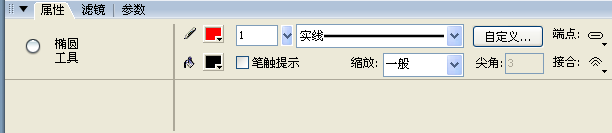 属性 滤镜 参数
椭圆
工具
1 实线 自定义... 端点:
笔触提示 缩放: 一般 尖角: 3 接合: